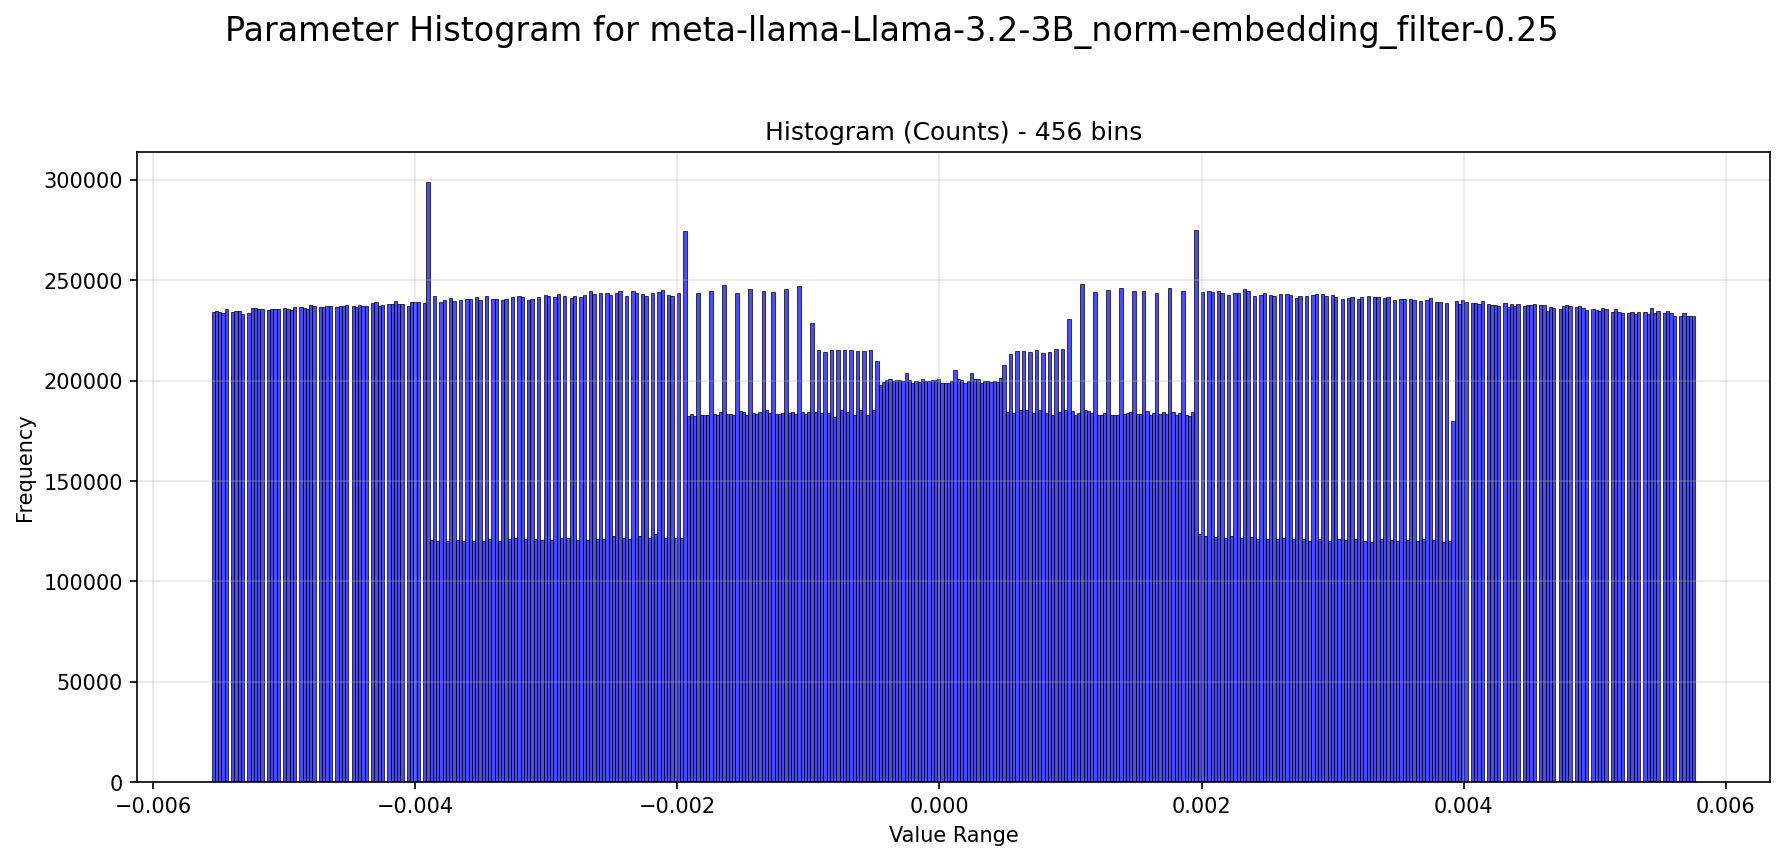 Parameter Histogram for meta-llama-Llama-3.2-3B_norm-embedding_filter-0.25
Histogram (Counts) - 456 bins
300000
250000
200000
150000
100000
50000
0
Frequency
−0.006 −0.004 −0.002 0.000 0.002 0.004 0.006
Value Range